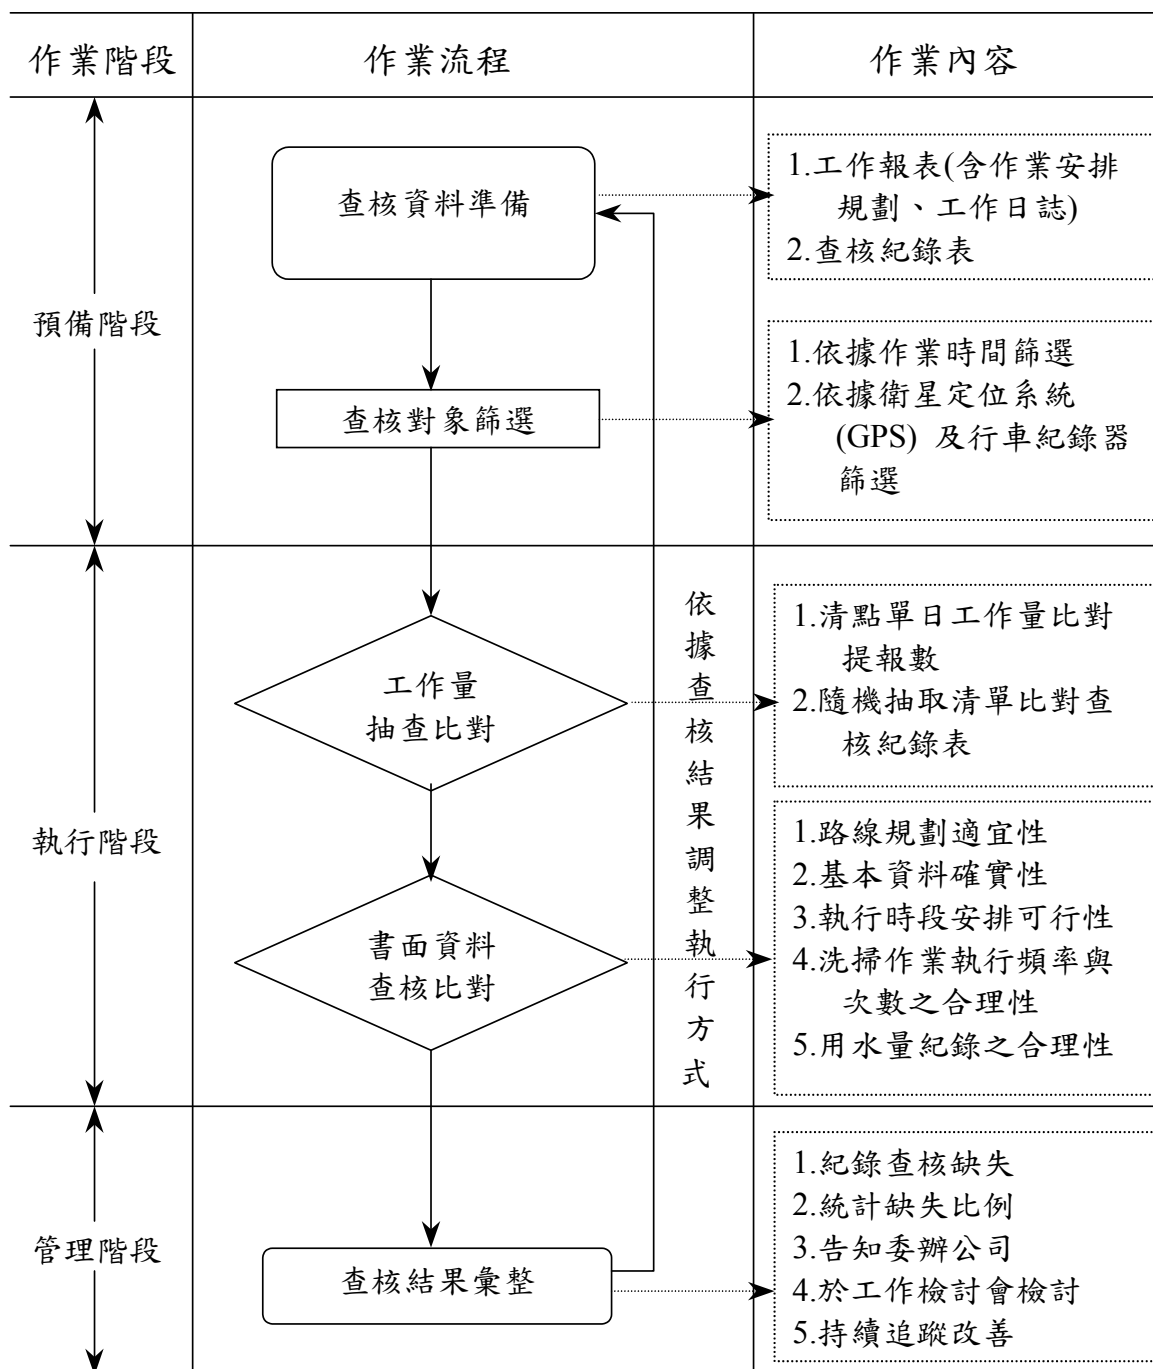 作業階段
作業流程
作業內容
預備階段
查核資料準備
1.工作報表(含作業安排
規劃、工作日誌)
2.查核紀錄表
查核對象篩選
1.依據作業時間篩選
2.依據衛星定位系統
(GPS) 及行車紀錄器
篩選
執行階段
工作量
抽查比對
1.清點單日工作量比對
提報數
2.隨機抽取清單比對查
核紀錄表
書面資料
查核比對
1.路線規劃適宜性
2.基本資料確實性
3.執行時段安排可行性
4.洗掃作業執行頻率與
次數之合理性
5.用水量紀錄之合理性
依據查核結果調整執行方式
管理階段
查核結果彙整
1.紀錄查核缺失
2.統計缺失比例
3.告知委辦公司
4.於工作檢討會檢討
5.持續追蹤改善